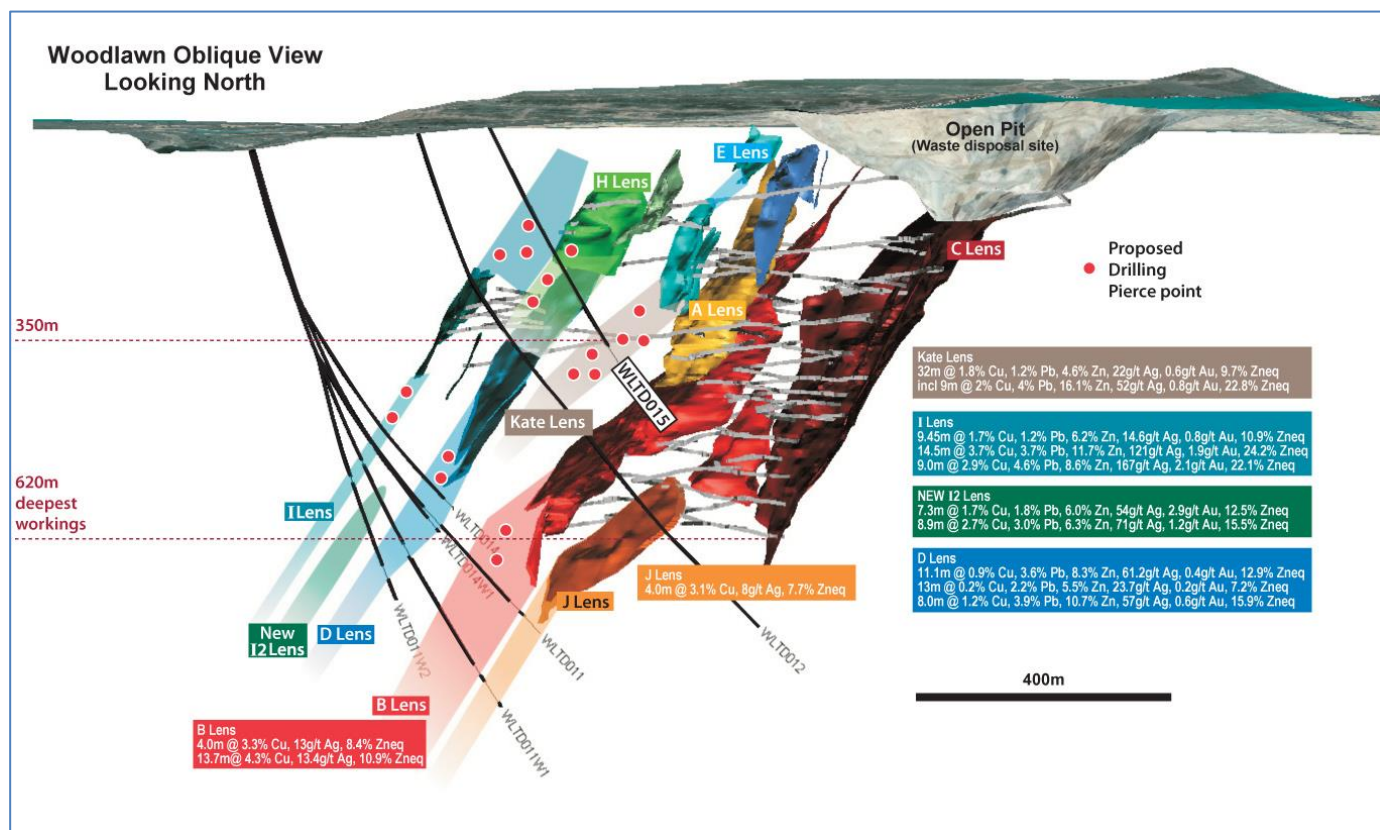 Woodlawn Oblique View
Looking North
Open Pit
(Waste disposal site)
E Lens
H Lens
C Lens
Proposed
Drilling
Pierce point
A Lens
350m
WLTD015
Kate Lens
Kate Lens
32m @ 1.8% Cu, 1.2% Pb, 4.6% Zn, 22g/t Ag, 0.6g/t Au, 9.7% Zneq
incl 9m @ 2% Cu, 4% Pb, 16.1% Zn, 52g/t Ag, 0.8g/t Au, 22.8% Zneq
I Lens
9.45m @ 1.7% Cu, 1.2% Pb, 6.2% Zn, 14.6g/t Ag, 0.8g/t Au, 10.9% Zneq
14.5m @ 3.7% Cu, 3.7% Pb, 11.7% Zn, 121g/t Ag, 1.9g/t Au, 24.2% Zneq
9.0m @ 2.9% Cu, 4.6% Pb, 8.6% Zn, 167g/t Ag, 2.1g/t Au, 22.1% Zneq
NEW I2 Lens
7.3m @ 1.7% Cu, 1.8% Pb, 6.0% Zn, 54g/t Ag, 2.9g/t Au, 12.5% Zneq
8.9m @ 2.7% Cu, 3.0% Pb, 6.3% Zn, 71g/t Ag, 1.2g/t Au, 15.5% Zneq
D Lens
11.1m @ 0.9% Cu, 3.6% Pb, 8.3% Zn, 61.2g/t Ag, 0.4g/t Au, 12.9% Zneq
13m @ 0.2% Cu, 2.2% Pb, 5.5% Zn, 23.7g/t Ag, 0.2g/t Au, 7.2% Zneq
8.0m @ 1.2% Cu, 3.9% Pb, 10.7% Zn, 57g/t Ag, 0.6g/t Au, 15.9% Zneq
620m
deepest
workings
I Lens
WLTD014
WLTD014W1
J Lens
4.0m @ 3.1% Cu, 8g/t Ag, 7.7% Zneq
J Lens
New
I2 Lens
D Lens
WLTD011W2
WLTD011
WLTD012
400m
B Lens
WLTD011W1
B Lens
4.0m @ 3.3% Cu, 13g/t Ag, 8.4% Zneq
13.7m@ 4.3% Cu, 13.4g/t Ag, 10.9% Zneq